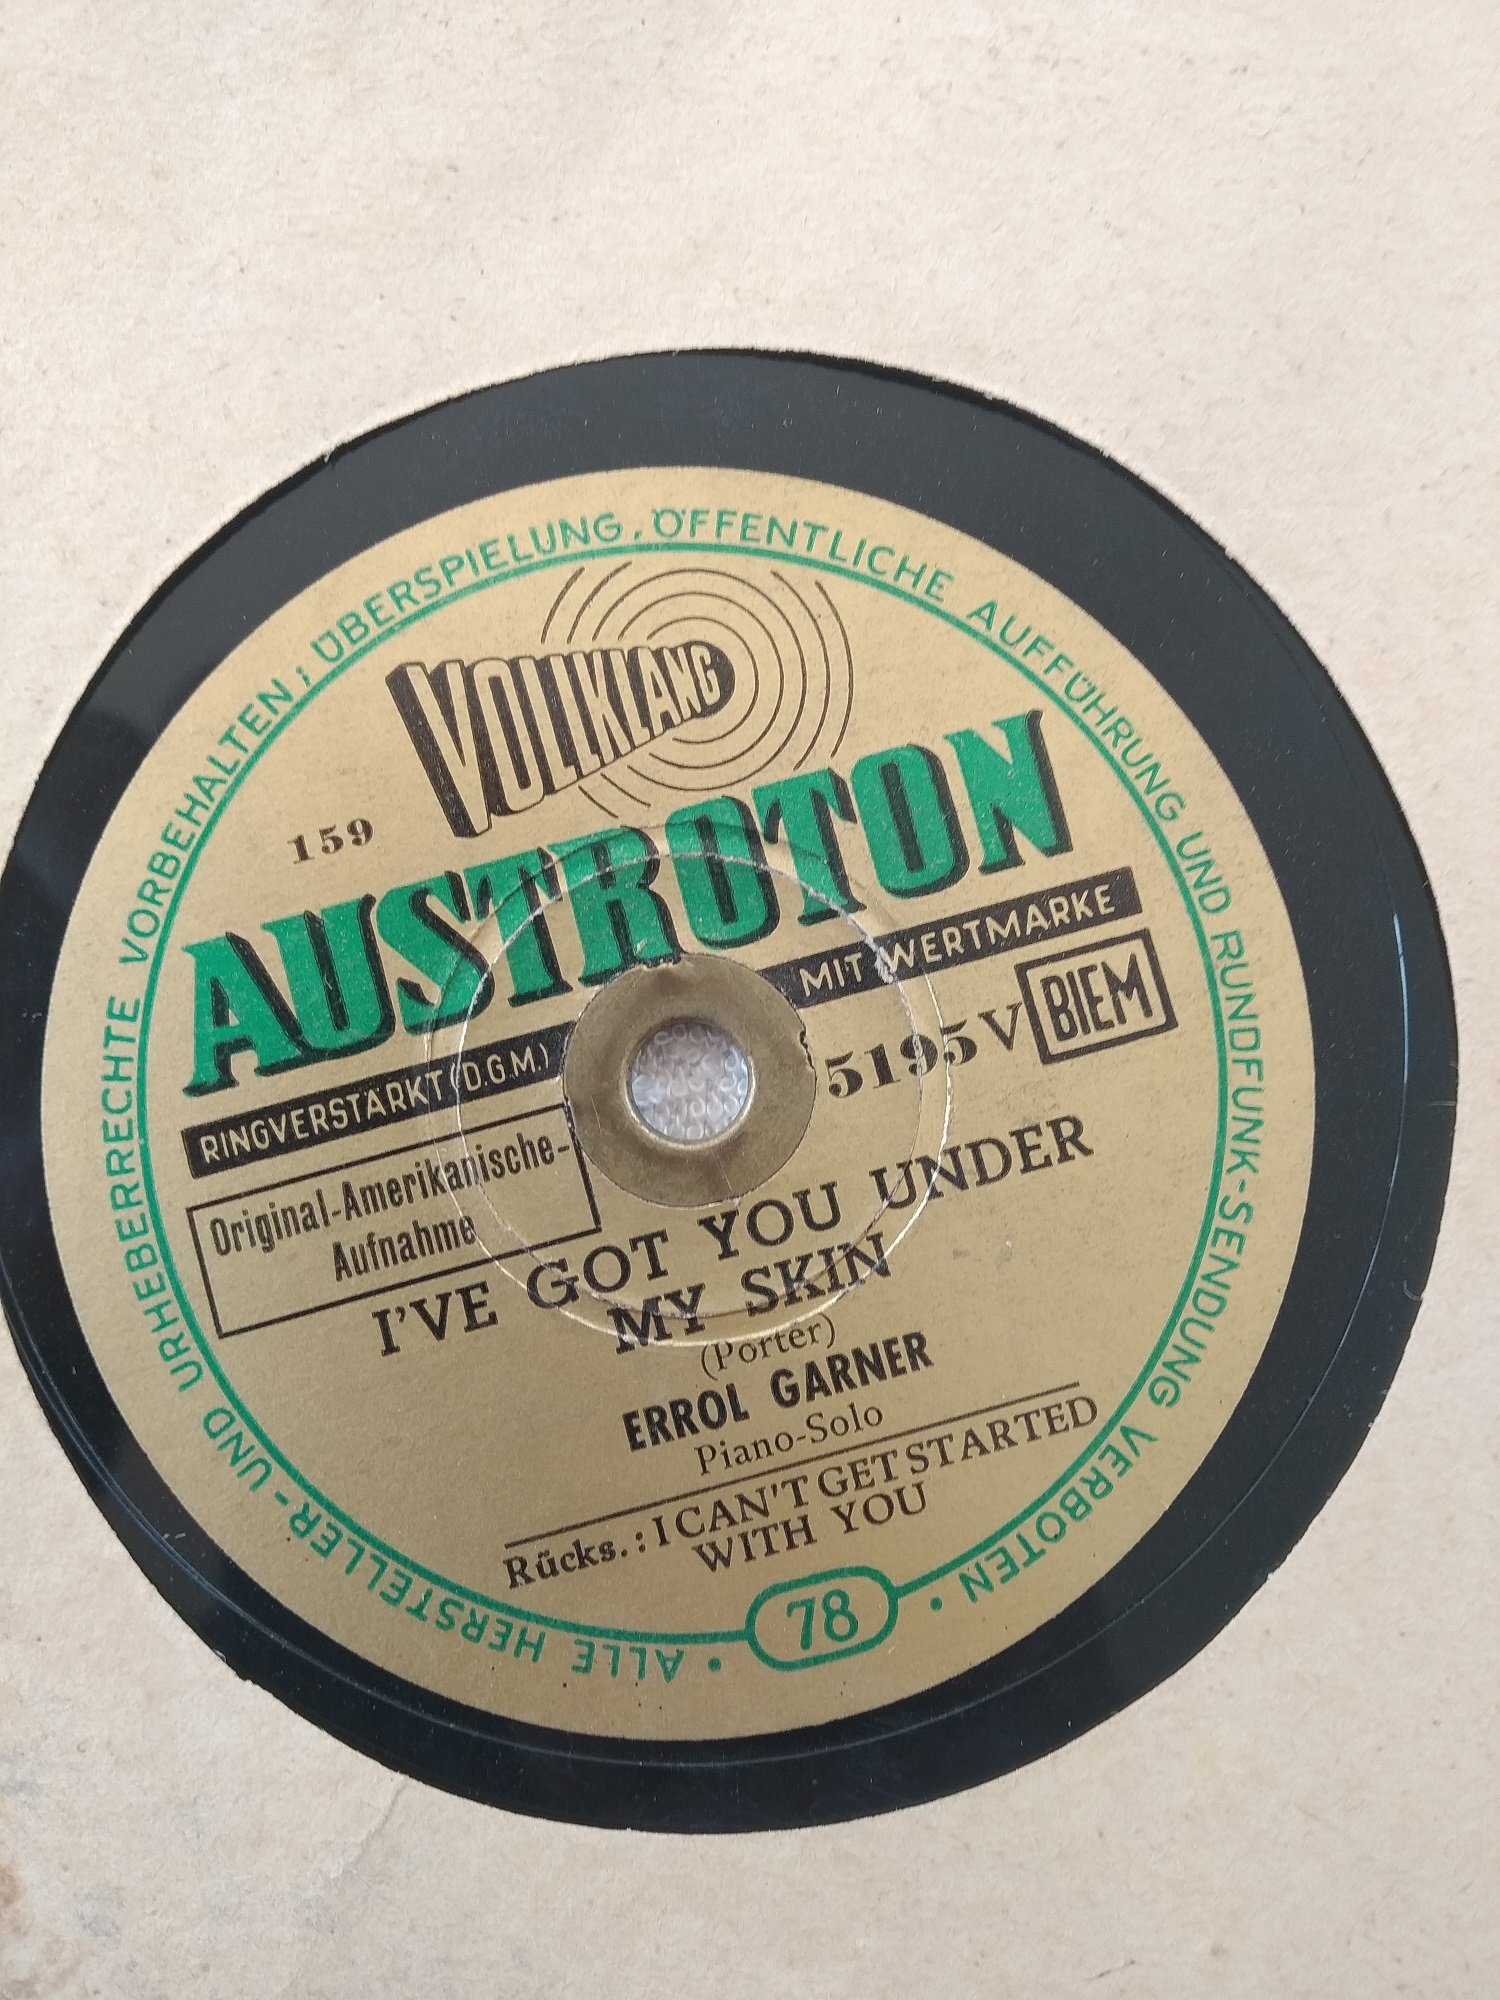 · ALLE HERSTELLER- UND URHEBERRECHTE VORBEHALTEN; ÜBERSPIELUNG, ÖFFENTLICHE AUFFÜHRUNG UND RUNDFUNK-SENDUNG VERBOTEN ·
VOLLKLANG
159
AUSTROTON
RINGVERSTÄRKT (D.G.M.) MIT WERTMARKE
5195 V BIEM
Original-Amerikanische-
Aufnahme
I'VE GOT YOU UNDER
MY SKIN
(Porter)
ERROL GARNER
Piano-Solo
Rücks.: I CAN'T GET STARTED
WITH YOU
78